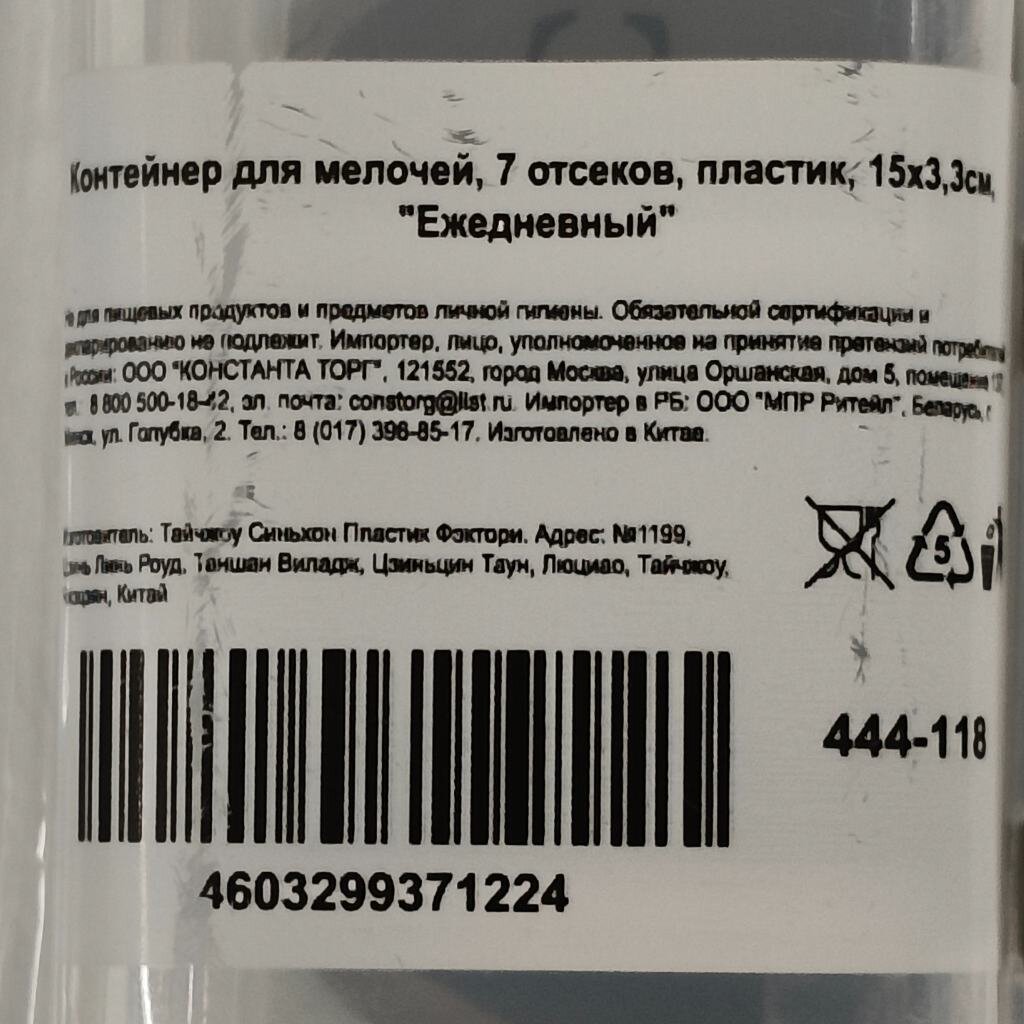 Контейнер для мелочей, 7 отсеков, пластик, 15х3,3см,
"Ежедневный"
для пищевых продуктов и предметов личной гигиены. Обязательной сертификации и
не подлежит. Импортер, лицо, уполномоченное на принятие претензий
России: ООО "КОНСТАНТА ТОРГ", 121552, город Москва, улица Оршанская, дом 5,
8 800 500-18-42, эл. почта: constorg@list.ru. Импортер в РБ: ООО "МПР Ритейл", Беларусь,
ул. Голубка, 2. Тел.: 8 (017) 396-85-17. Изготовлено в Китае.
Тайчжоу Синьхон Пластик Фэктори. Адрес: №1199,
Роуд, Таншан Виладж, Цзиньцин Таун, Люциао, Тайчжоу,
Китай
5
444-118
4603299371224